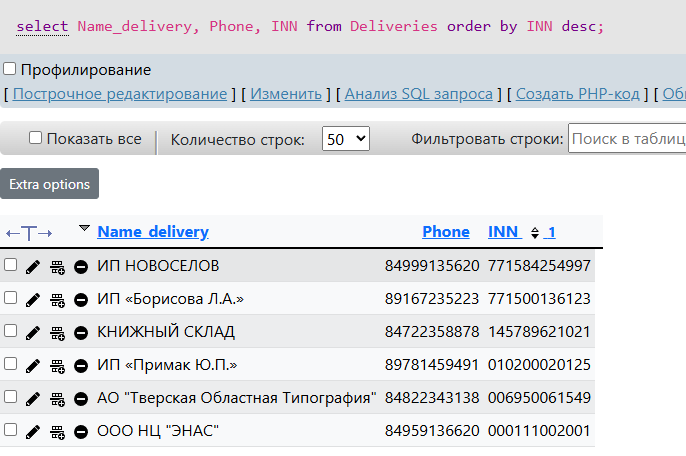 select Name_delivery, Phone, INN from Deliveries order by INN desc;
Профилирование
[ Построчное редактирование ] [ Изменить ] [ Анализ SQL запроса ] [ Создать PHP-код ] [
Показать все Количество строк: 50 Фильтровать строки: Поиск в таблиц
Extra options
←T→ Name_delivery Phone INN 1
ИП НОВОСЕЛОВ 84999135620 771584254997
ИП «Борисова Л.А.» 89167235223 771500136123
КНИЖНЫЙ СКЛАД 84722358878 145789621021
ИП «Примак Ю.П.» 89781459491 010200020125
АО "Тверская Областная Типография" 84822343138 006950061549
ООО НЦ "ЭНАС" 84959136620 000111002001